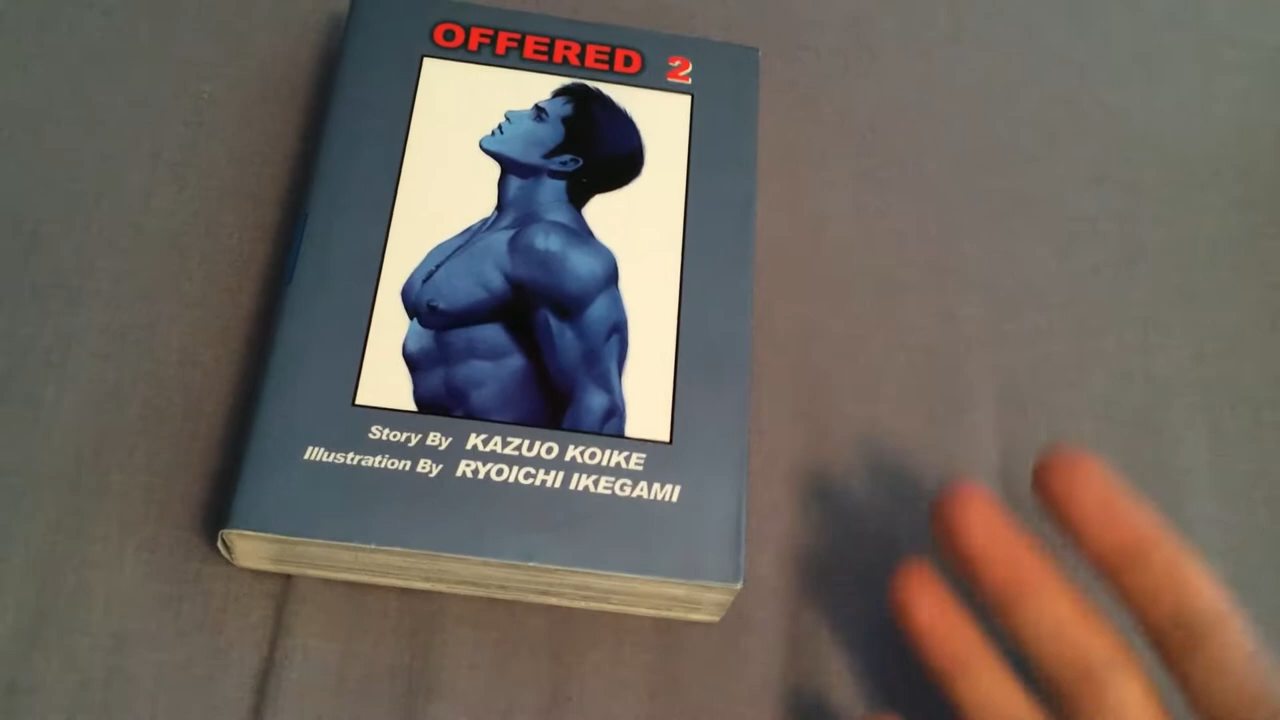 OFFERED 2
Story By KAZUO KOIKE
Illustration By RYOICHI IKEGAMI